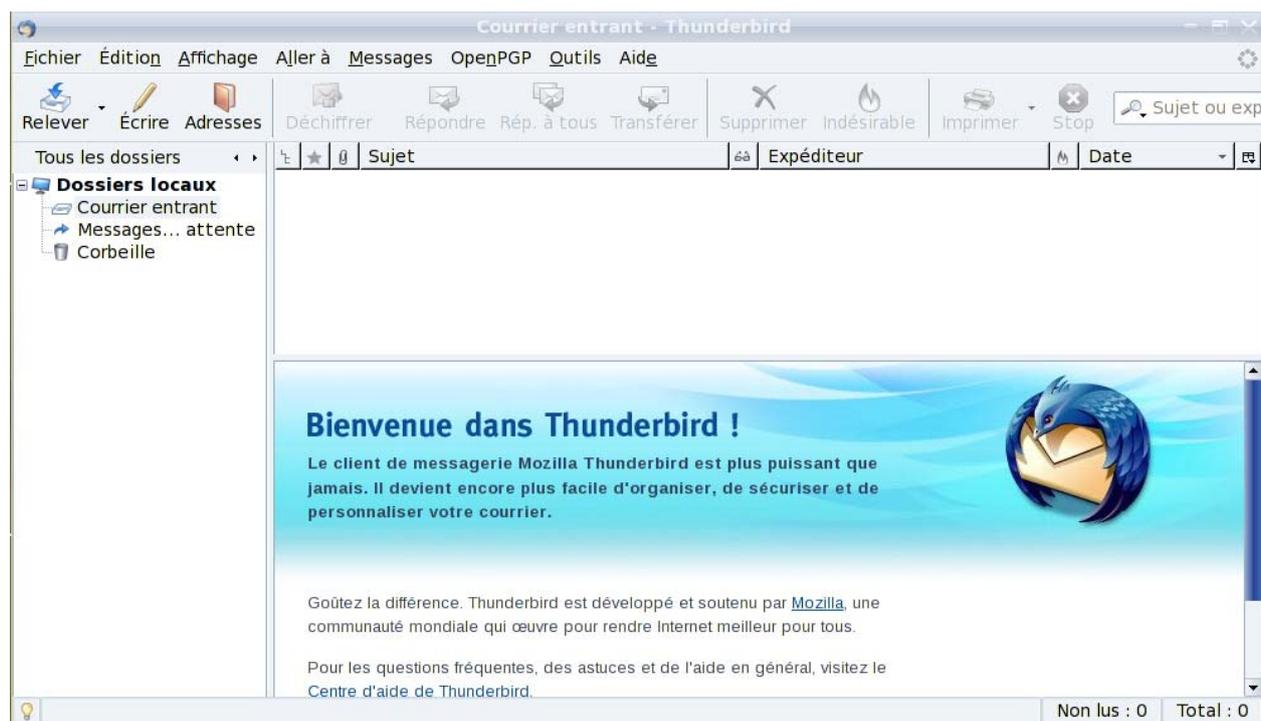 Courrier entrant - Thunderbird
Fichier Édition Affichage Aller à Messages OpenPGP Outils Aide
Relever Écrire Adresses Déchiffrer Répondre Rép. à tous Transférer Supprimer Indésirable Imprimer Stop Sujet ou exp
Tous les dossiers
Sujet Expéditeur Date
Dossiers locaux
Courrier entrant
Messages... attente
Corbeille
Bienvenue dans Thunderbird !
Le client de messagerie Mozilla Thunderbird est plus puissant que
jamais. Il devient encore plus facile d'organiser, de sécuriser et de
personnaliser votre courrier.
Goûtez la différence. Thunderbird est développé et soutenu par Mozilla, une
communauté mondiale qui œuvre pour rendre Internet meilleur pour tous.
Pour les questions fréquentes, des astuces et de l'aide en général, visitez le
Centre d'aide de Thunderbird.
Non lus : 0 Total : 0